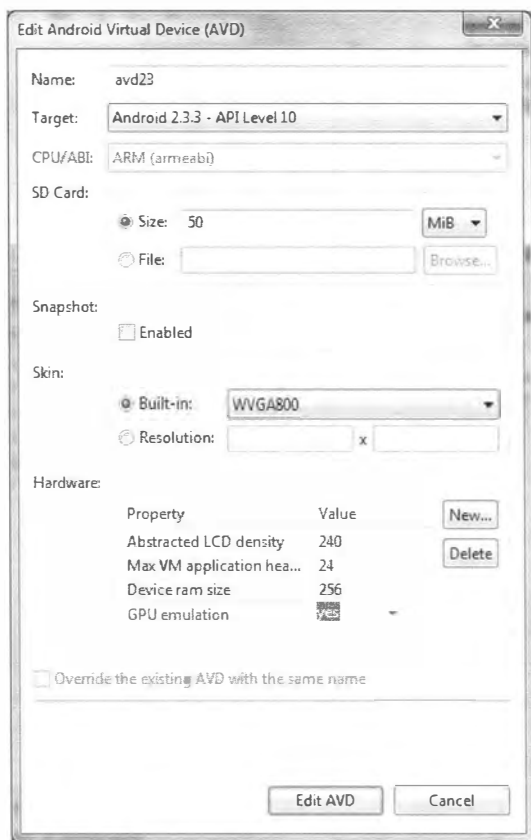 Edit Android Virtual Device (AVD)
Name: avd23
Target: Android 2.3.3 - API Level 10
CPU/ABI: ARM (armeabi)
SD Card:
Size: 50 MiB
File: Browse...
Snapshot:
Enabled
Skin:
Built-in: WVGA800
Resolution: x
Hardware:
Property Value New...
Abstracted LCD density 240
Delete
Max VM application hea... 24
Device ram size 256
GPU emulation yes
Override the existing AVD with the same name
Edit AVD Cancel